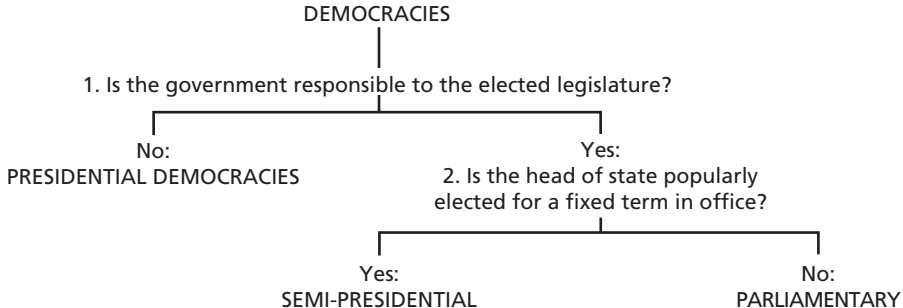 DEMOCRACIES
1. Is the government responsible to the elected legislature?
No:
PRESIDENTIAL DEMOCRACIES
Yes:
2. Is the head of state popularly
elected for a fixed term in office?
Yes:
SEMI-PRESIDENTIAL
No:
PARLIAMENTARY